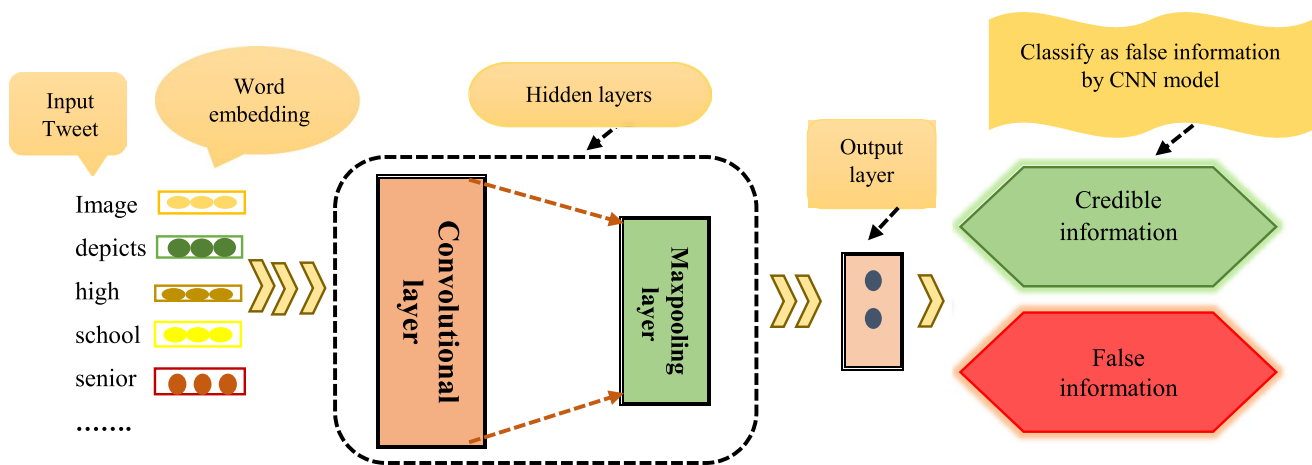 Input
Tweet
Word
embedding
Image
depicts
high
school
senior
.......
Hidden layers
Convolutional
layer
Maxpooling
layer
Output
layer
Classify as false information
by CNN model
Credible
information
False
information